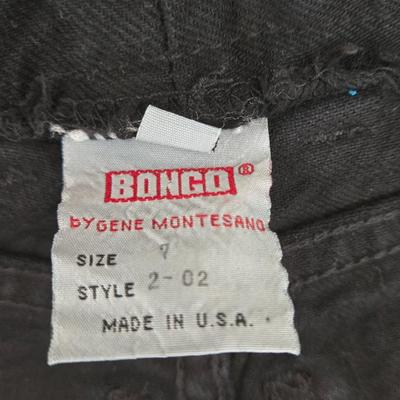 BONGO®
by GENE MONTESANO
SIZE 7
STYLE 2-02
MADE IN U.S.A.